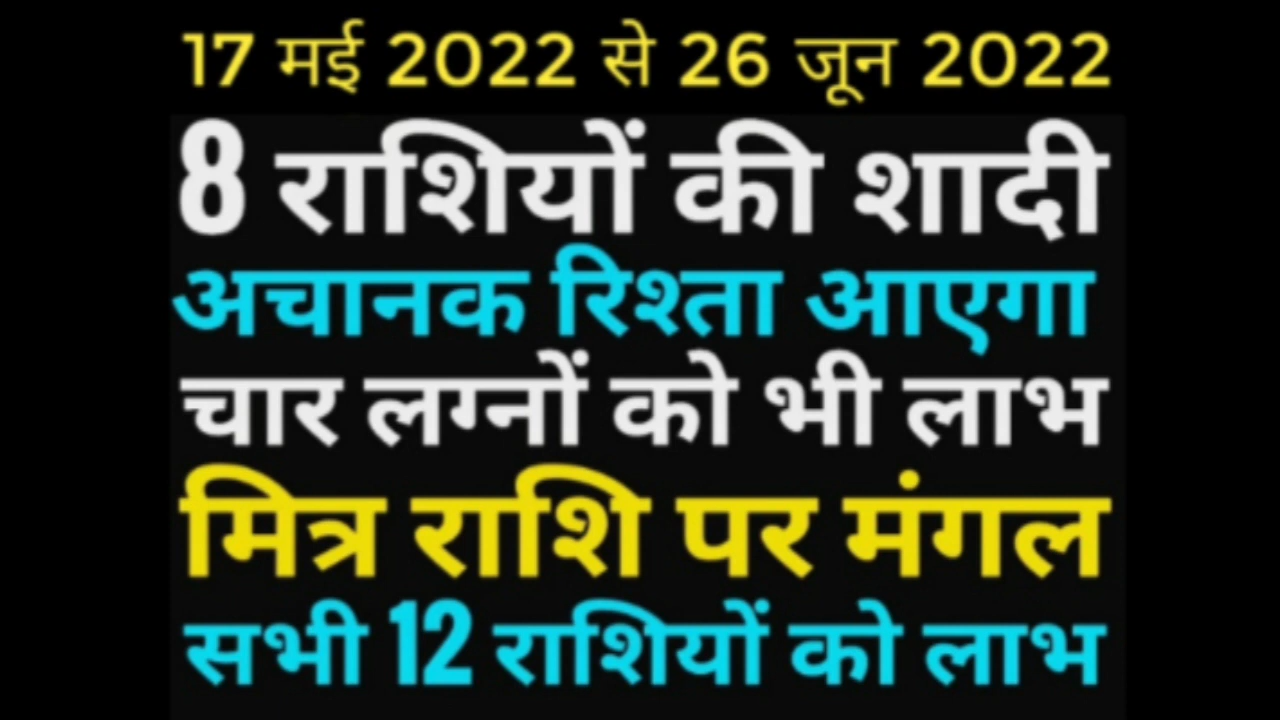 17 मई 2022 से 26 जून 2022
8 राशियों की शादी
अचानक रिश्ता आएगा
चार लग्नों को भी लाभ
मित्र राशि पर मंगल
सभी 12 राशियों को लाभ